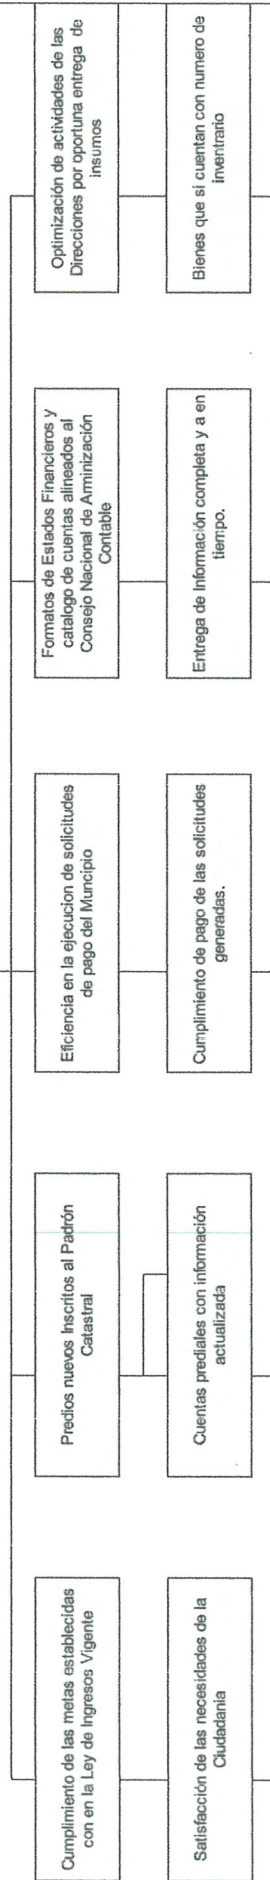 Cumplimiento de las metas establecidas
con en la Ley de Ingresos Vigente
Predios nuevos Inscritos al Padrón
Catastral
Eficiencia en la ejecucion de solicitudes
de pago del Muncipio
Formatos de Estados Financieros y
catalogo de cuentas alineados al
Consejo Nacional de Arminización
Contable
Optimización de actividades de las
Direcciones por oportuna entrega de
insumos
Satisfacción de las necesidades de la
Ciudadania
Cuentas prediales con información
actualizada
Cumplimiento de pago de las solicitudes
generadas.
Entrega de Información completa y a en
tiempo.
Bienes que si cuentan con numero de
inventrario